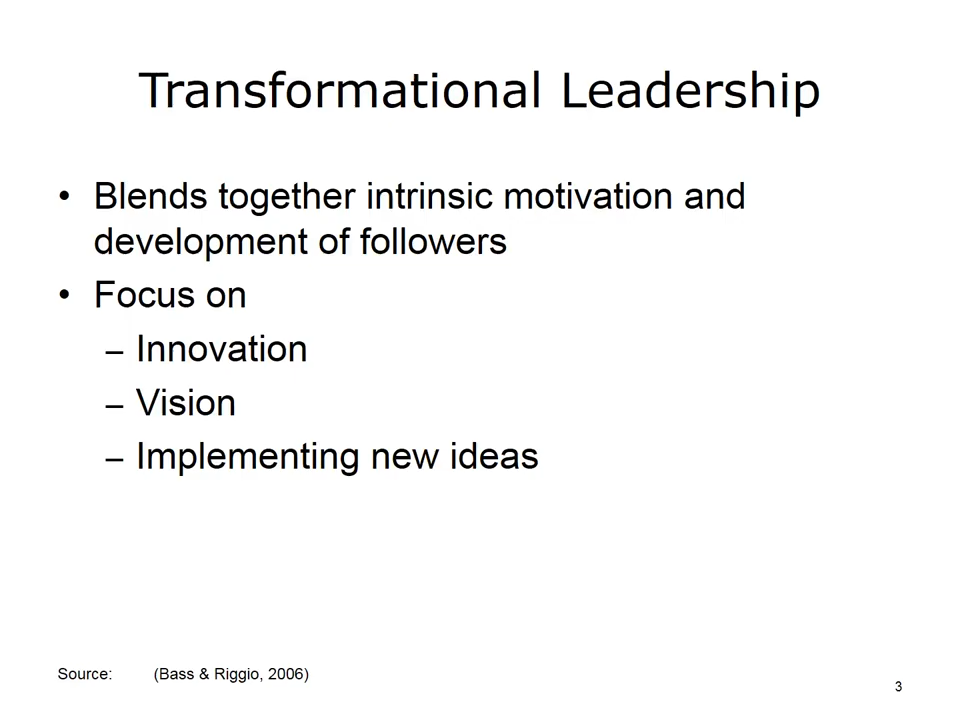 Transformational Leadership
• Blends together intrinsic motivation and
development of followers
• Focus on
– Innovation
– Vision
– Implementing new ideas
Source: (Bass & Riggio, 2006)
3